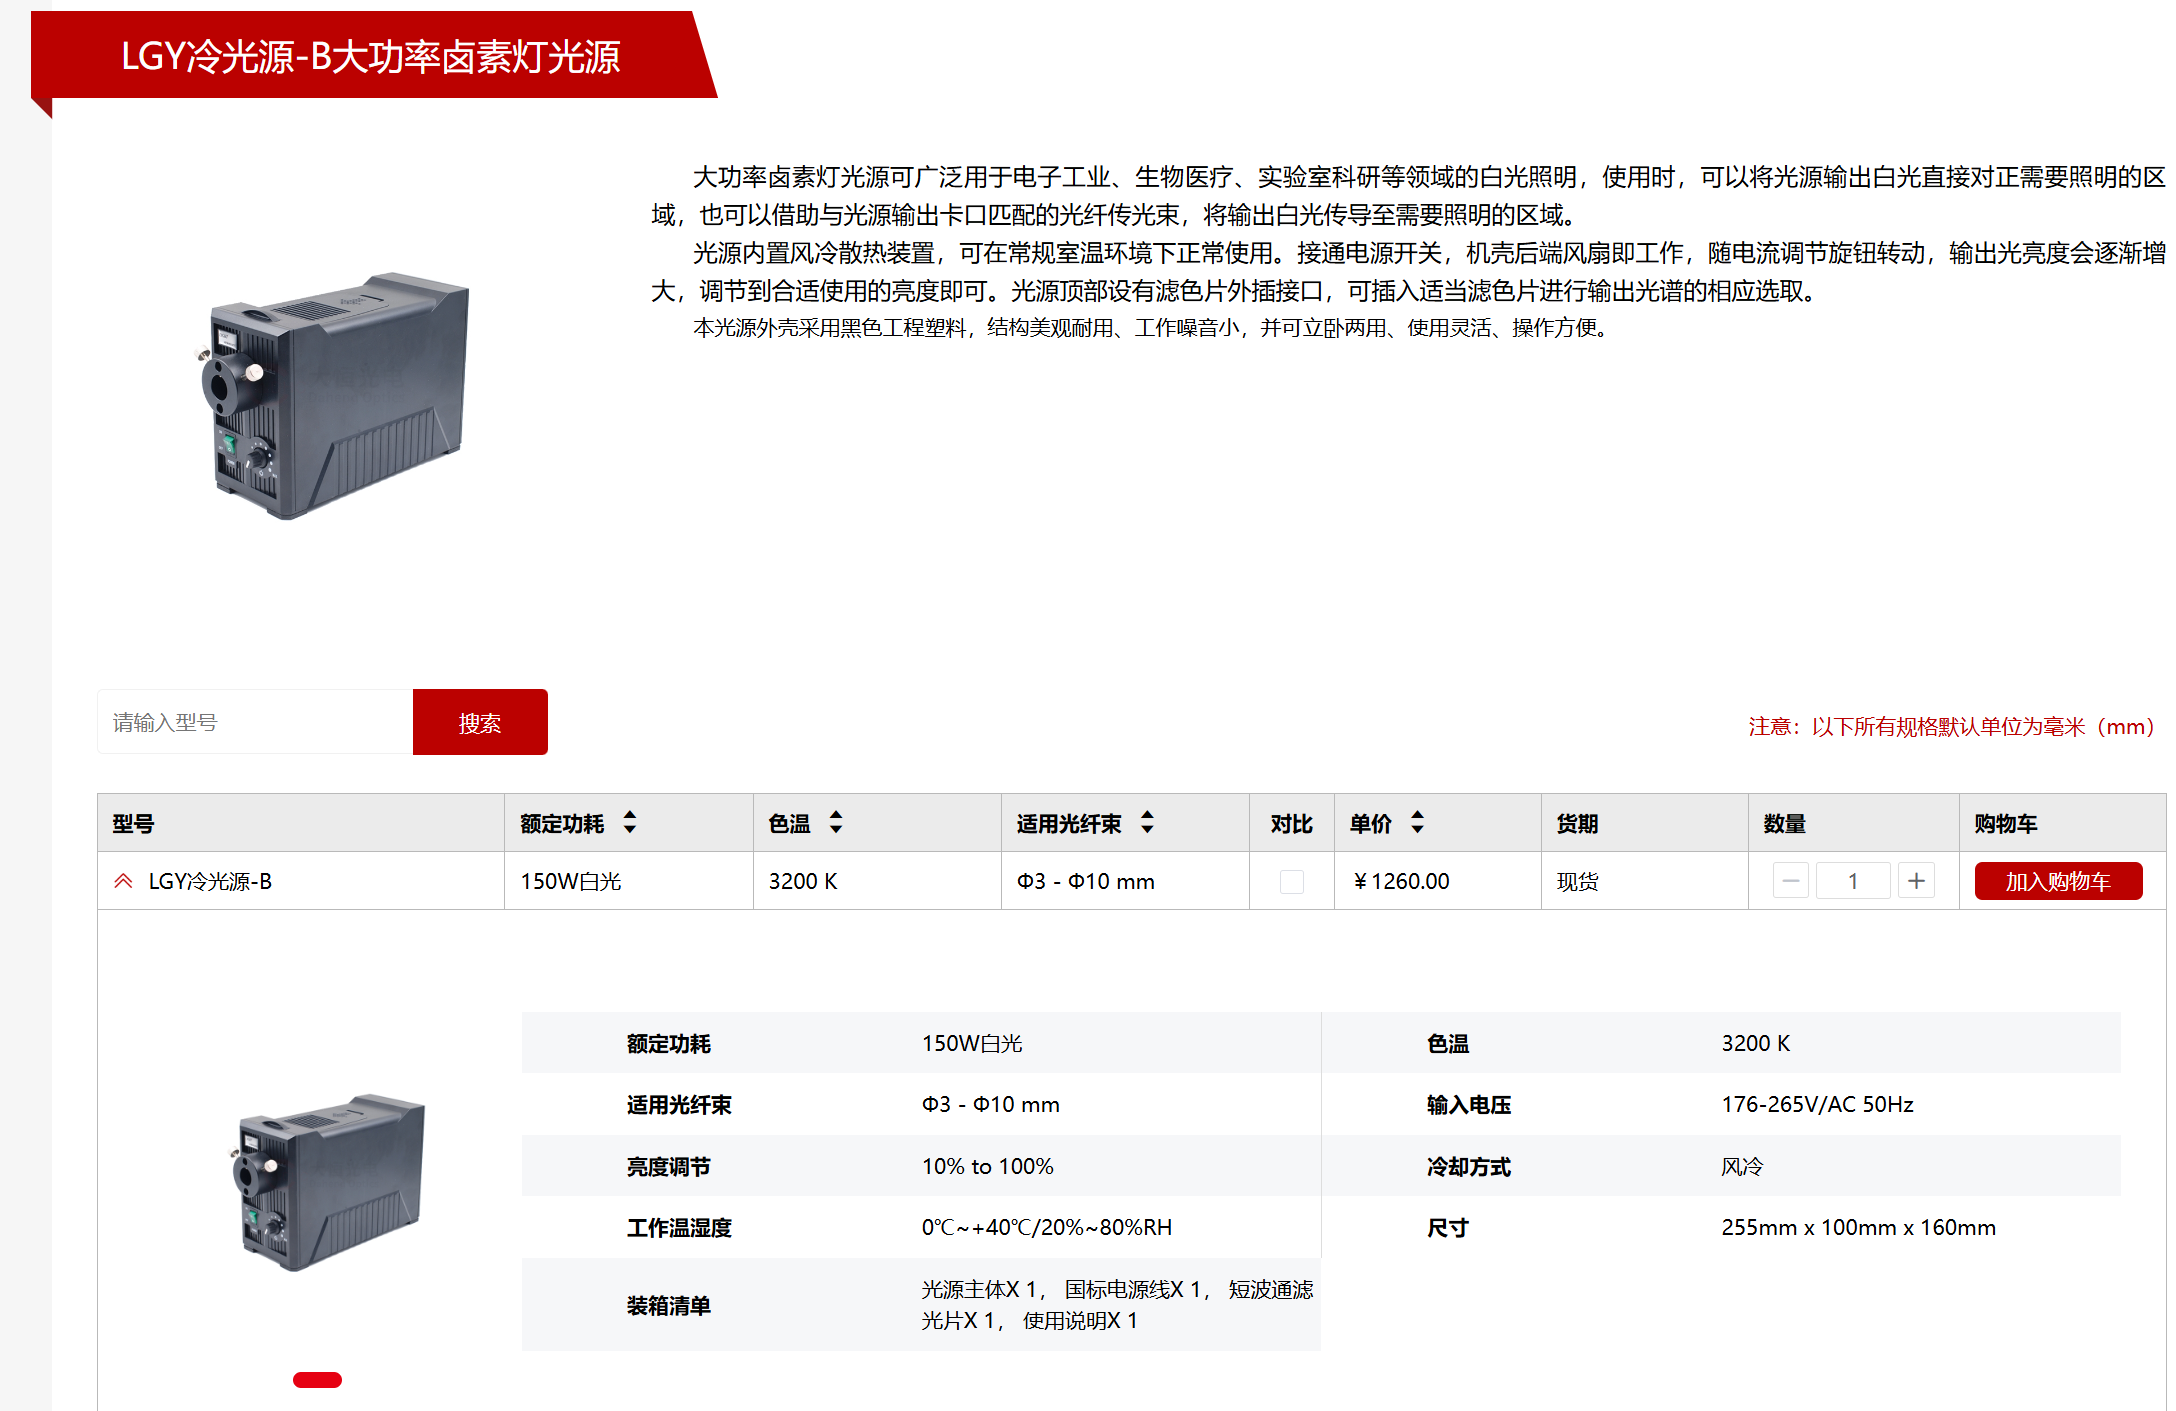 LGY冷光源-B大功率卤素灯光源
大功率卤素灯光源可广泛用于电子工业、生物医疗、实验室科研等领域的白光照明，使用时，可以将光源输出白光直接对正需要照明的区
域，也可以借助与光源输出卡口匹配的光纤传光束，将输出白光传导至需要照明的区域。
光源内置风冷散热装置，可在常规室温环境下正常使用。接通电源开关，机壳后端风扇即工作，随电流调节旋钮转动，输出光亮度会逐渐增
大，调节到合适使用的亮度即可。光源顶部设有滤色片外插接口，可插入适当滤色片进行输出光谱的相应选取。
本光源外壳采用黑色工程塑料，结构美观耐用、工作噪音小，并可立卧两用、使用灵活、操作方便。
请输入型号 搜索
注意：以下所有规格默认单位为毫米（mm）
型号 额定功耗 色温 适用光纤束 对比 单价 货期 数量 购物车
LGY冷光源-B 150W白光 3200 K Φ3 - Φ10 mm ￥1260.00 现货 1 加入购物车
额定功耗 150W白光 色温 3200 K
适用光纤束 Φ3 - Φ10 mm 输入电压 176-265V/AC 50Hz
亮度调节 10% to 100% 冷却方式 风冷
工作温湿度 0℃~+40℃/20%~80%RH 尺寸 255mm x 100mm x 160mm
装箱清单 光源主体X 1， 国标电源线X 1， 短波通滤
光片X 1， 使用说明X 1